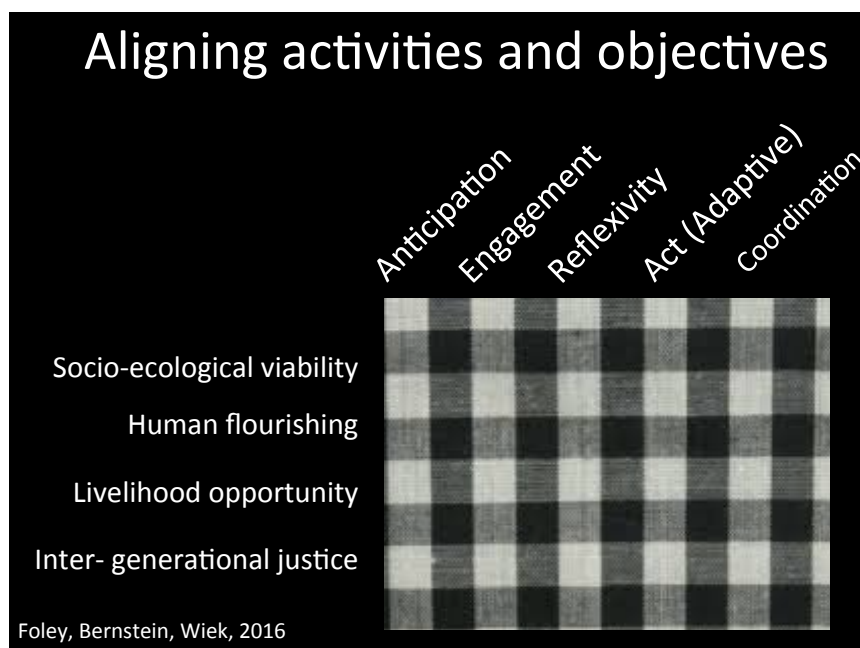 Aligning activities and objectives
Anticipation
Engagement
Reflexivity
Act (Adaptive)
Coordination
Socio-ecological viability
Human flourishing
Livelihood opportunity
Inter- generational justice
Foley, Bernstein, Wiek, 2016